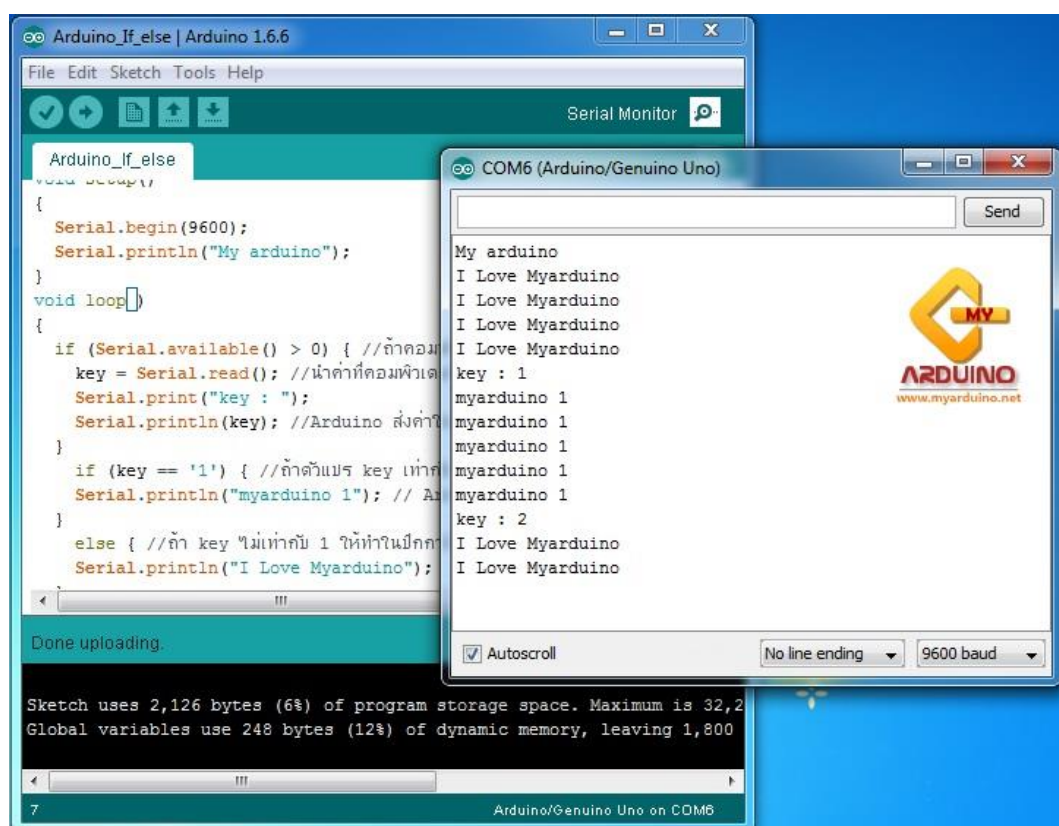 Arduino_If_else | Arduino 1.6.6
File Edit Sketch Tools Help
Serial Monitor
Arduino_If_else
void setup()
{
Serial.begin(9600);
Serial.println("My arduino");
}
void loop()
{
if (Serial.available() > 0) { //ถ้าคอม
key = Serial.read(); //นำค่าที่คอมพิวเต
Serial.print("key : ");
Serial.println(key); //Arduino ส่งค่าใ
}
if (key == '1') { //ถ้าตัวแปร key เท่ากั
Serial.println("myarduino 1"); // A
}
else { //ถ้า key ไม่เท่ากับ 1 ให้ทำในปีกกา
Serial.println("I Love Myarduino");
Done uploading.
Sketch uses 2,126 bytes (6%) of program storage space. Maximum is 32,2
Global variables use 248 bytes (12%) of dynamic memory, leaving 1,800
7
Arduino/Genuino Uno on COM6
COM6 (Arduino/Genuino Uno)
Send
My arduino
I Love Myarduino
I Love Myarduino
I Love Myarduino
I Love Myarduino
key : 1
myarduino 1
myarduino 1
myarduino 1
myarduino 1
myarduino 1
key : 2
I Love Myarduino
I Love Myarduino
MY
ARDUINO
www.myarduino.net
Autoscroll
No line ending
9600 baud